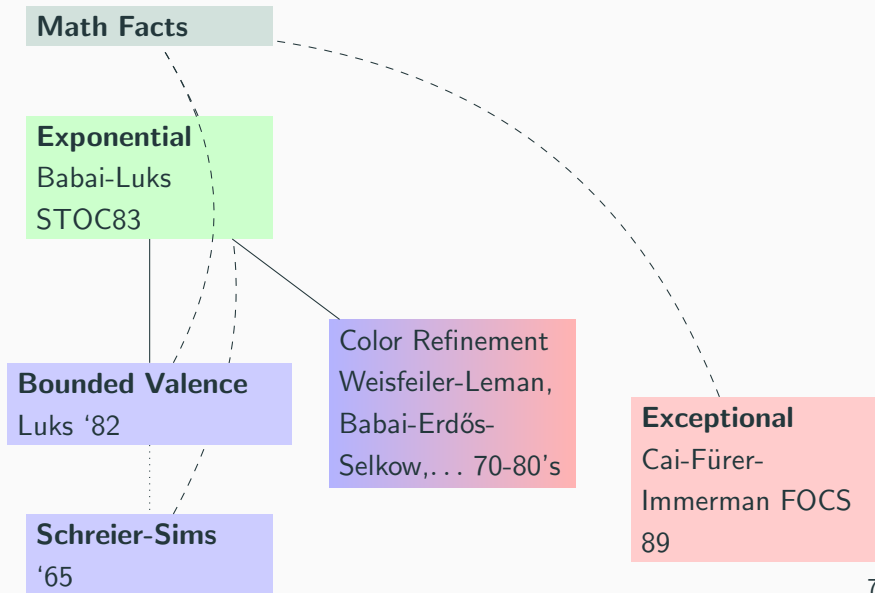 Math Facts
Exponential
Babai-Luks
STOC83
Color Refinement
Weisfeiler-Leman,
Babai-Erdős-
Selkow,... 70-80's
Bounded Valence
Luks ‘82
Exceptional
Cai-Fürer-
Immerman FOCS
89
Schreier-Sims
‘65
7